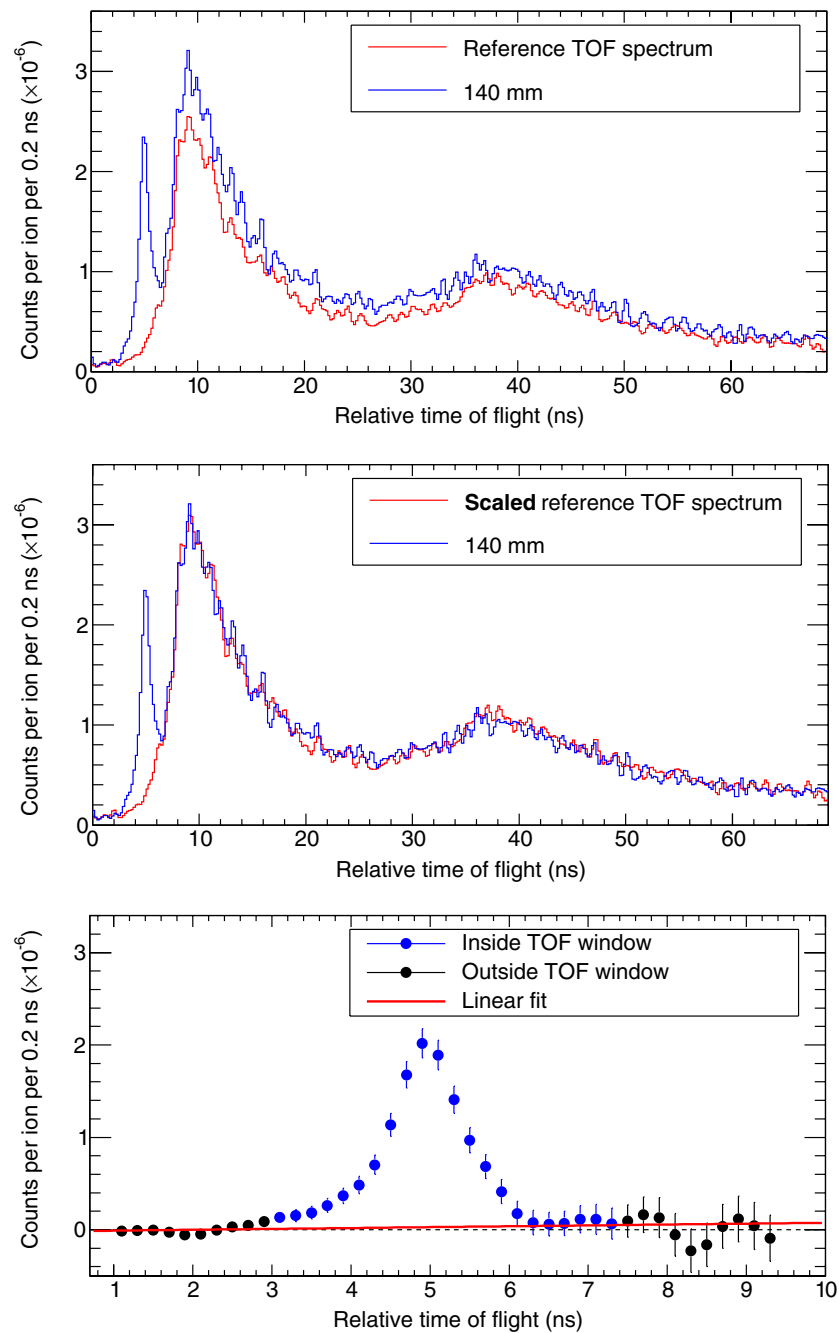 Counts per ion per 0.2 ns (×10-6)
Reference TOF spectrum
140 mm
3
2
1
0
0 10 20 30 40 50 60
Relative time of flight (ns)
Counts per ion per 0.2 ns (×10-6)
Scaled reference TOF spectrum
140 mm
3
2
1
0
0 10 20 30 40 50 60
Relative time of flight (ns)
Counts per ion per 0.2 ns (×10-6)
Inside TOF window
Outside TOF window
Linear fit
3
2
1
0
1 2 3 4 5 6 7 8 9 10
Relative time of flight (ns)